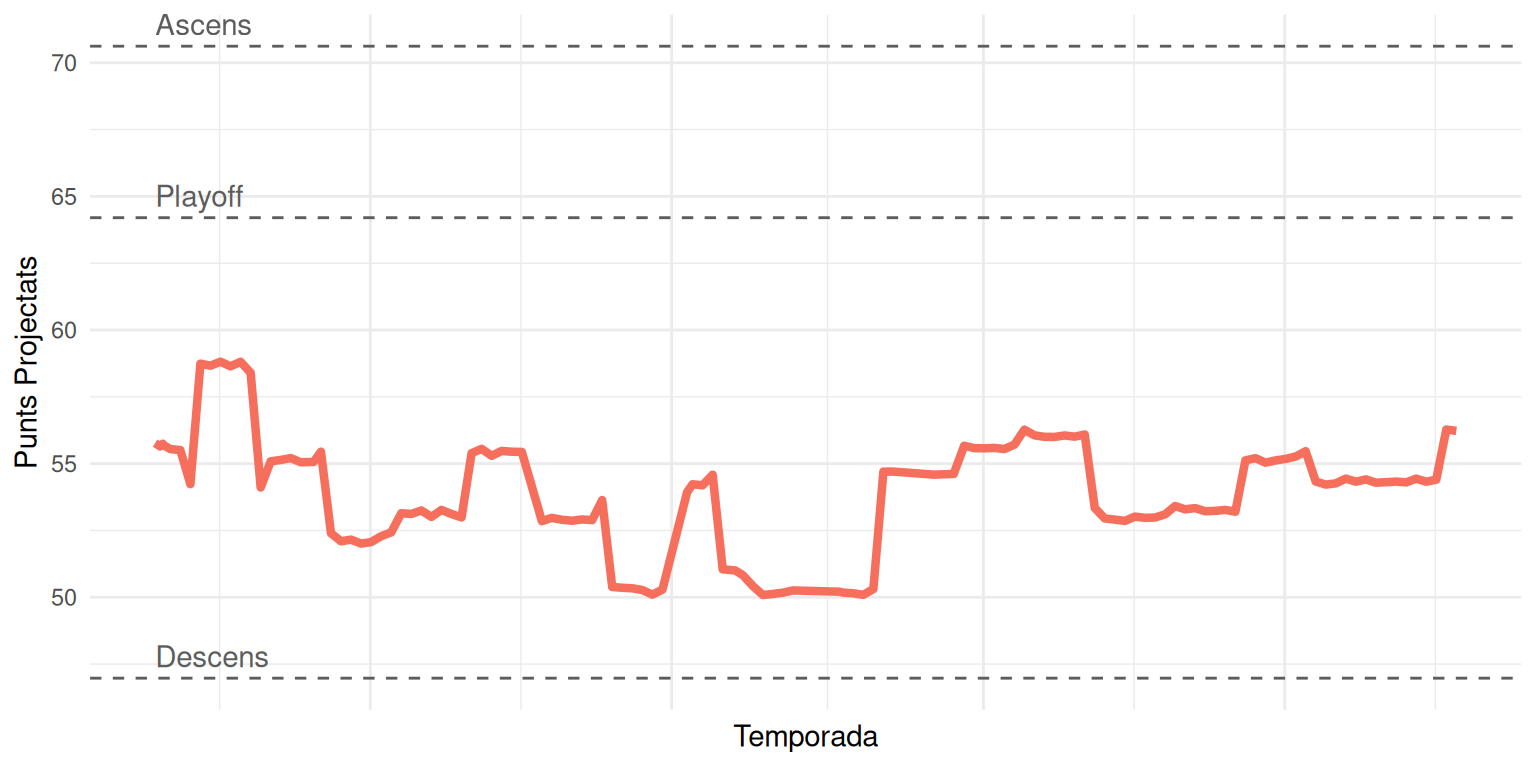 Ascens
70
Playoff
65
60
55
50
Descens
Punts Projectats
Temporada